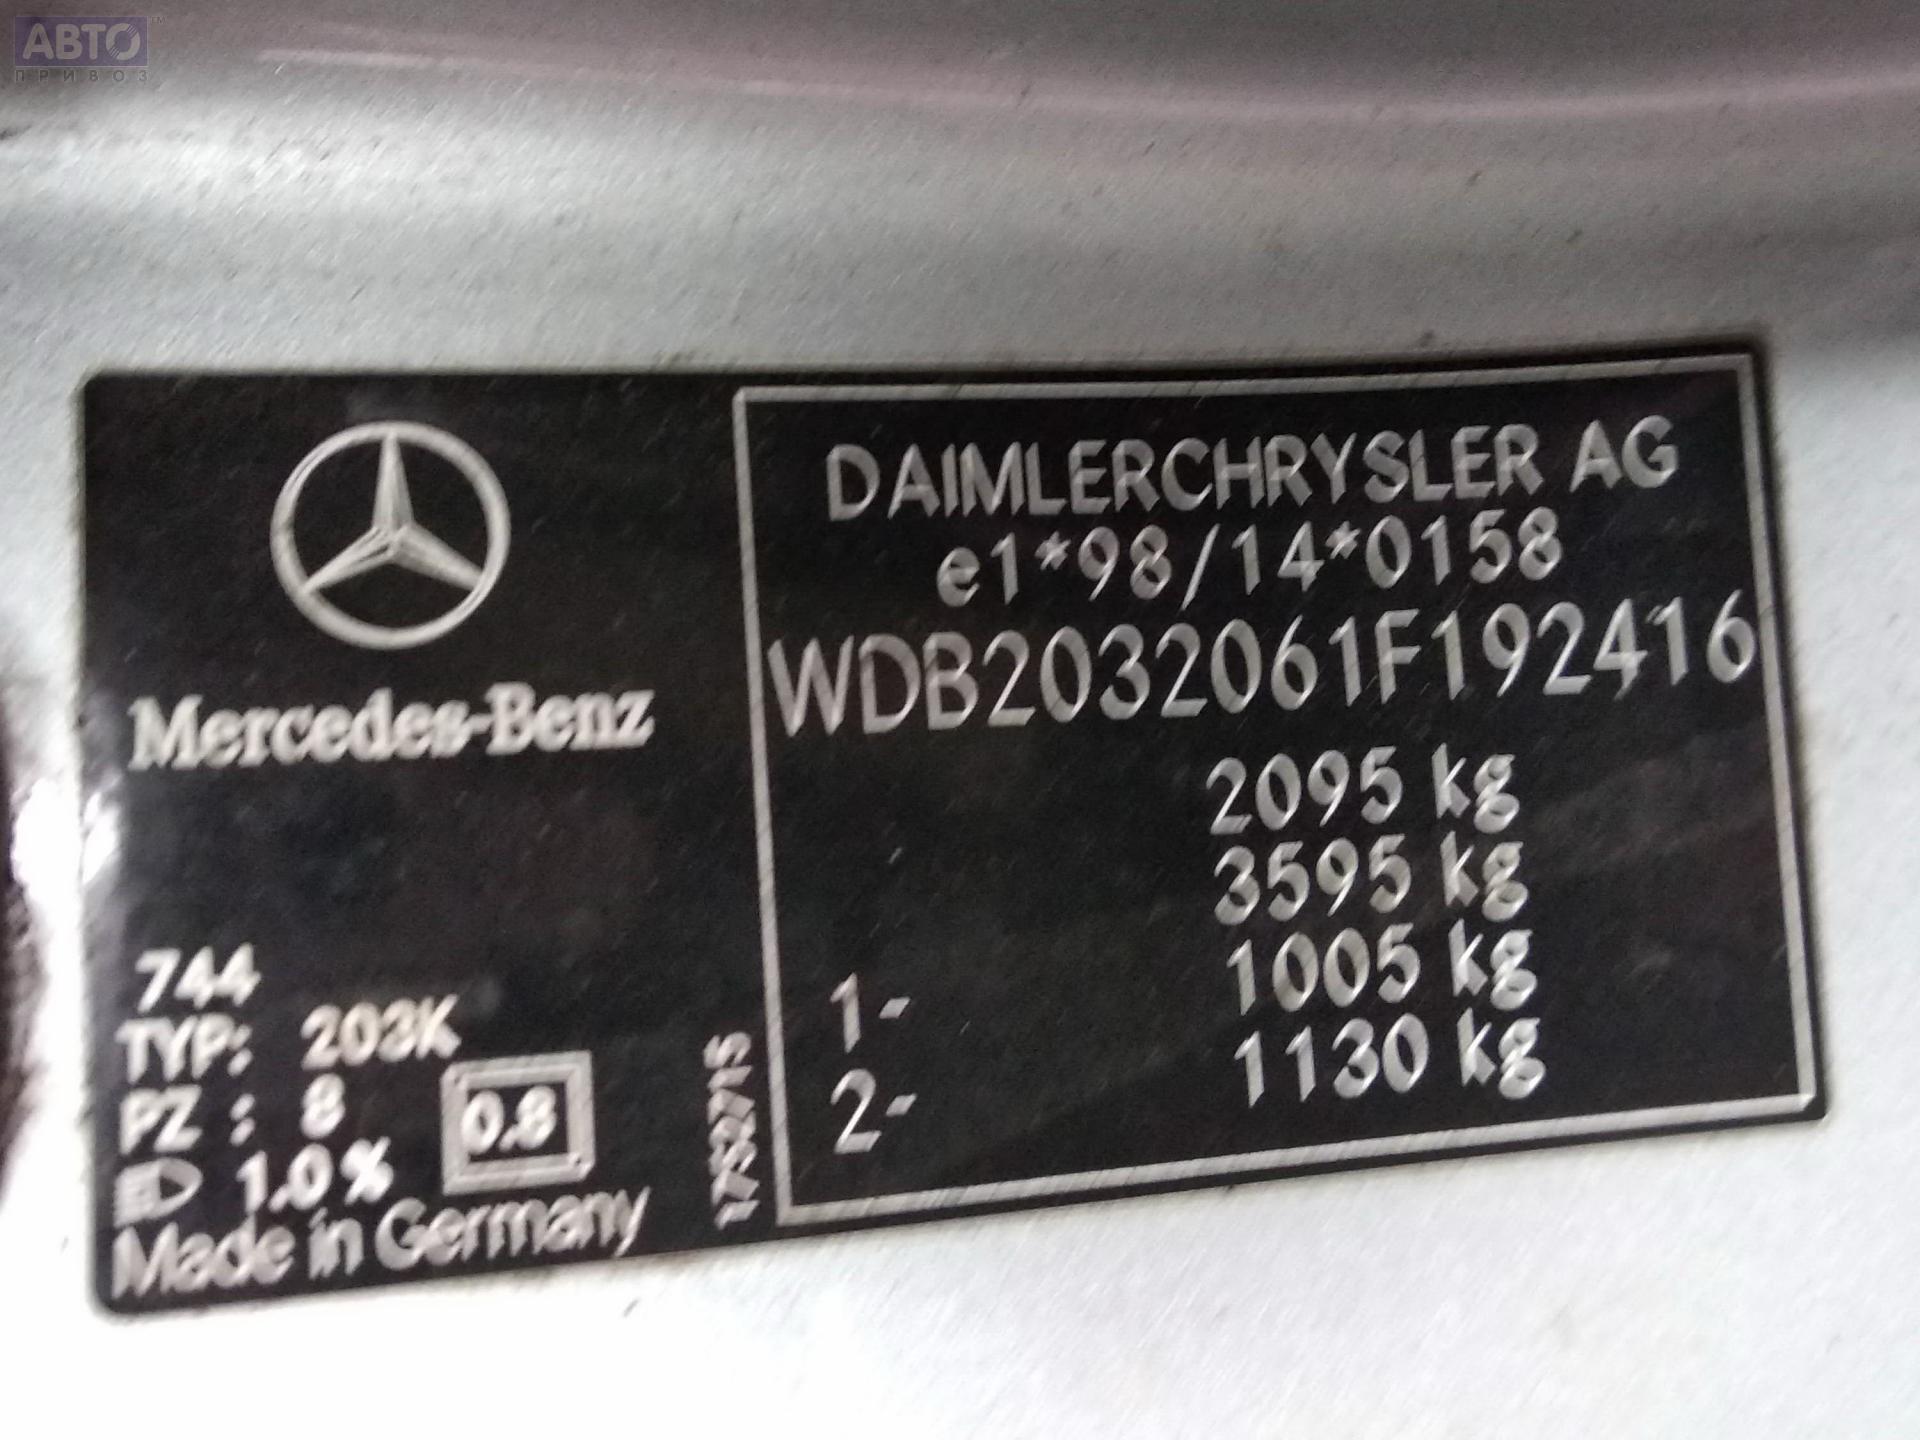 АВТО
ПРИВОЗ
Mercedes-Benz
744
TYP: 203K
PZ : 8
1.0%
0.8
Made in Germany
1752715
DAIMLERCHRYSLER AG
e1*98/14*0158
WDB2032061F192416
2095 kg
3595 kg
1- 1005 kg
2- 1130 kg